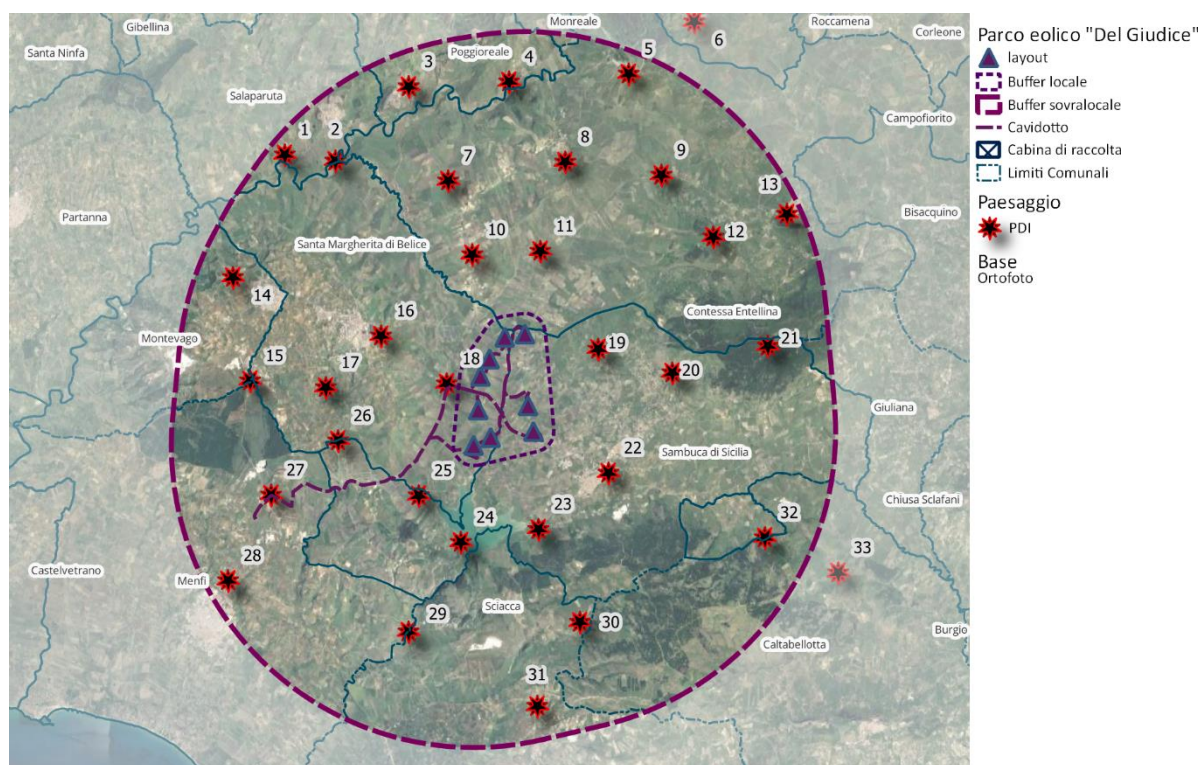 Monreale
Roccamena
Gibellina
Corleone
Santa Ninfa
Poggioreale
6
3
4
5
Salaparuta
Campofiorito
1
2
8
7
9
13
Partanna
Bisacquino
Santa Margherita di Belice
10
11
12
14
Contessa Entellina
16
Montevago
19
21
15
17
18
20
26
Giuliana
22
Sambuca di Sicilia
27
25
Chiusa Sclafani
23
24
32
33
Castelvetrano
28
Menfi
Sciacca
29
30
Burgio
Caltabellotta
31
Parco eolico "Del Giudice"
layout
Buffer locale
Buffer sovralocale
Cavidotto
Cabina di raccolta
Limiti Comunali
Paesaggio
PDI
Base
Ortofoto